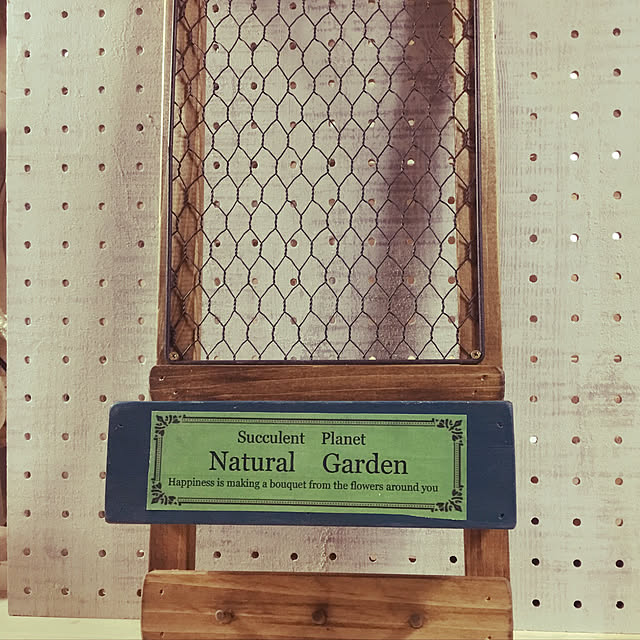 Succulent Planet
Natural Garden
Happiness is making a bouquet from the flowers around you